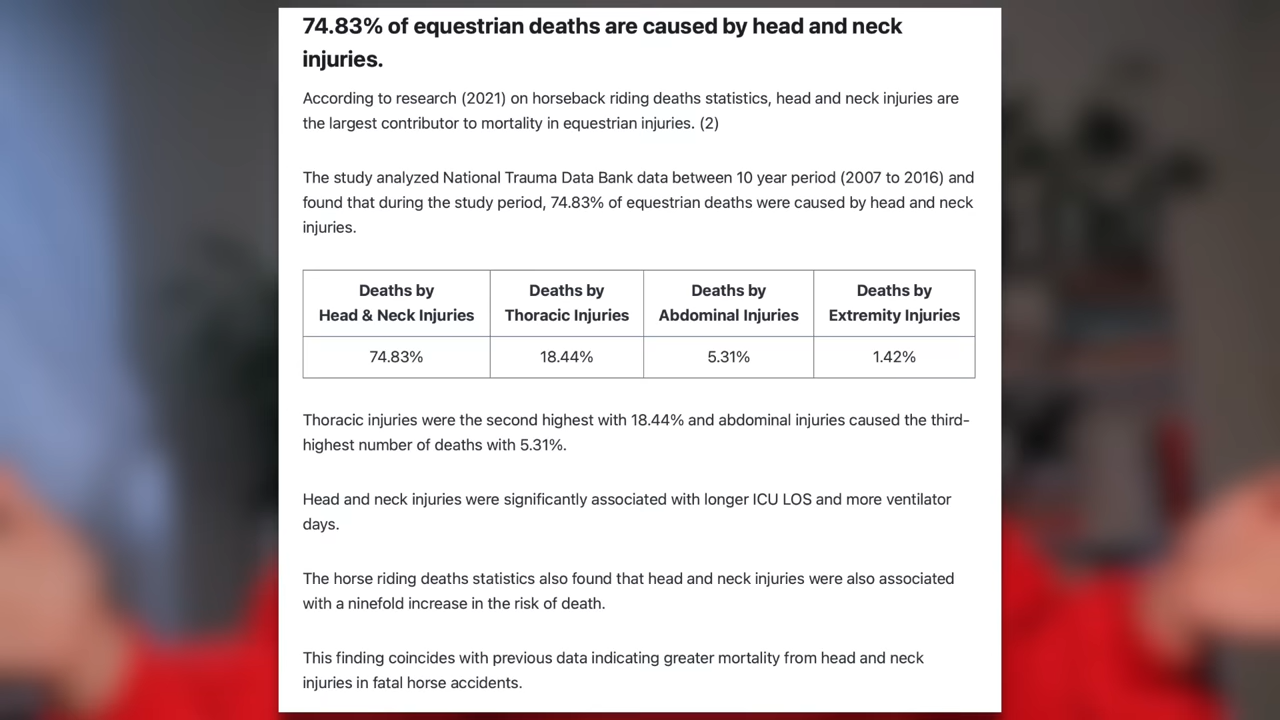 74.83% of equestrian deaths are caused by head and neck
injuries.
According to research (2021) on horseback riding deaths statistics, head and neck injuries are
the largest contributor to mortality in equestrian injuries. (2)
The study analyzed National Trauma Data Bank data between 10 year period (2007 to 2016) and
found that during the study period, 74.83% of equestrian deaths were caused by head and neck
injuries.
Deaths by Head & Neck Injuries
Deaths by Thoracic Injuries
Deaths by Abdominal Injuries
Deaths by Extremity Injuries
74.83% 18.44% 5.31% 1.42%
Thoracic injuries were the second highest with 18.44% and abdominal injuries caused the third-
highest number of deaths with 5.31%.
Head and neck injuries were significantly associated with longer ICU LOS and more ventilator
days.
The horse riding deaths statistics also found that head and neck injuries were also associated
with a ninefold increase in the risk of death.
This finding coincides with previous data indicating greater mortality from head and neck
injuries in fatal horse accidents.